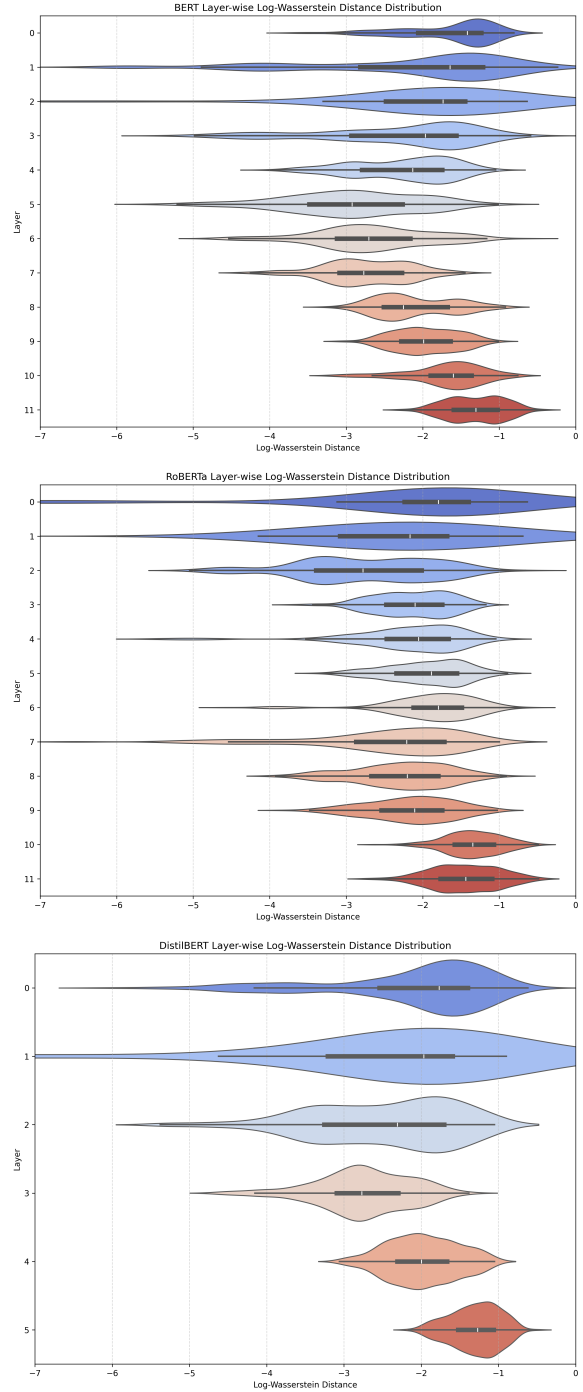 BERT Layer-wise Log-Wasserstein Distance Distribution
Layer
0
1
2
3
4
5
6
7
8
9
10
11
−7 −6 −5 −4 −3 −2 −1 0
Log-Wasserstein Distance
RoBERTa Layer-wise Log-Wasserstein Distance Distribution
Layer
0
1
2
3
4
5
6
7
8
9
10
11
−7 −6 −5 −4 −3 −2 −1 0
Log-Wasserstein Distance
DistilBERT Layer-wise Log-Wasserstein Distance Distribution
Layer
0
1
2
3
4
5
−7 −6 −5 −4 −3 −2 −1 0
Log-Wasserstein Distance